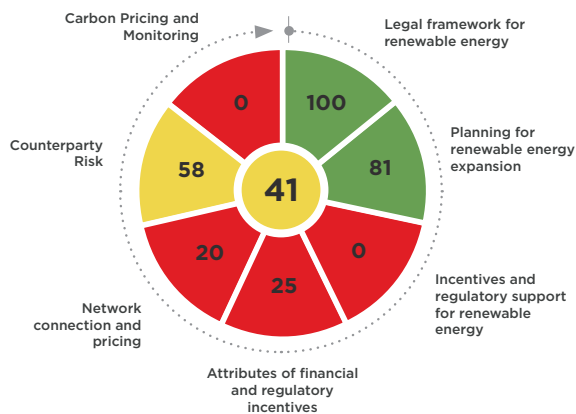 Legal framework for
renewable energy
100
Planning for
renewable energy
expansion
81
Incentives and
regulatory support
for renewable
energy
0
Attributes of financial
and regulatory
incentives
25
Network
connection and
pricing
20
Counterparty
Risk
58
Carbon Pricing and
Monitoring
0
41